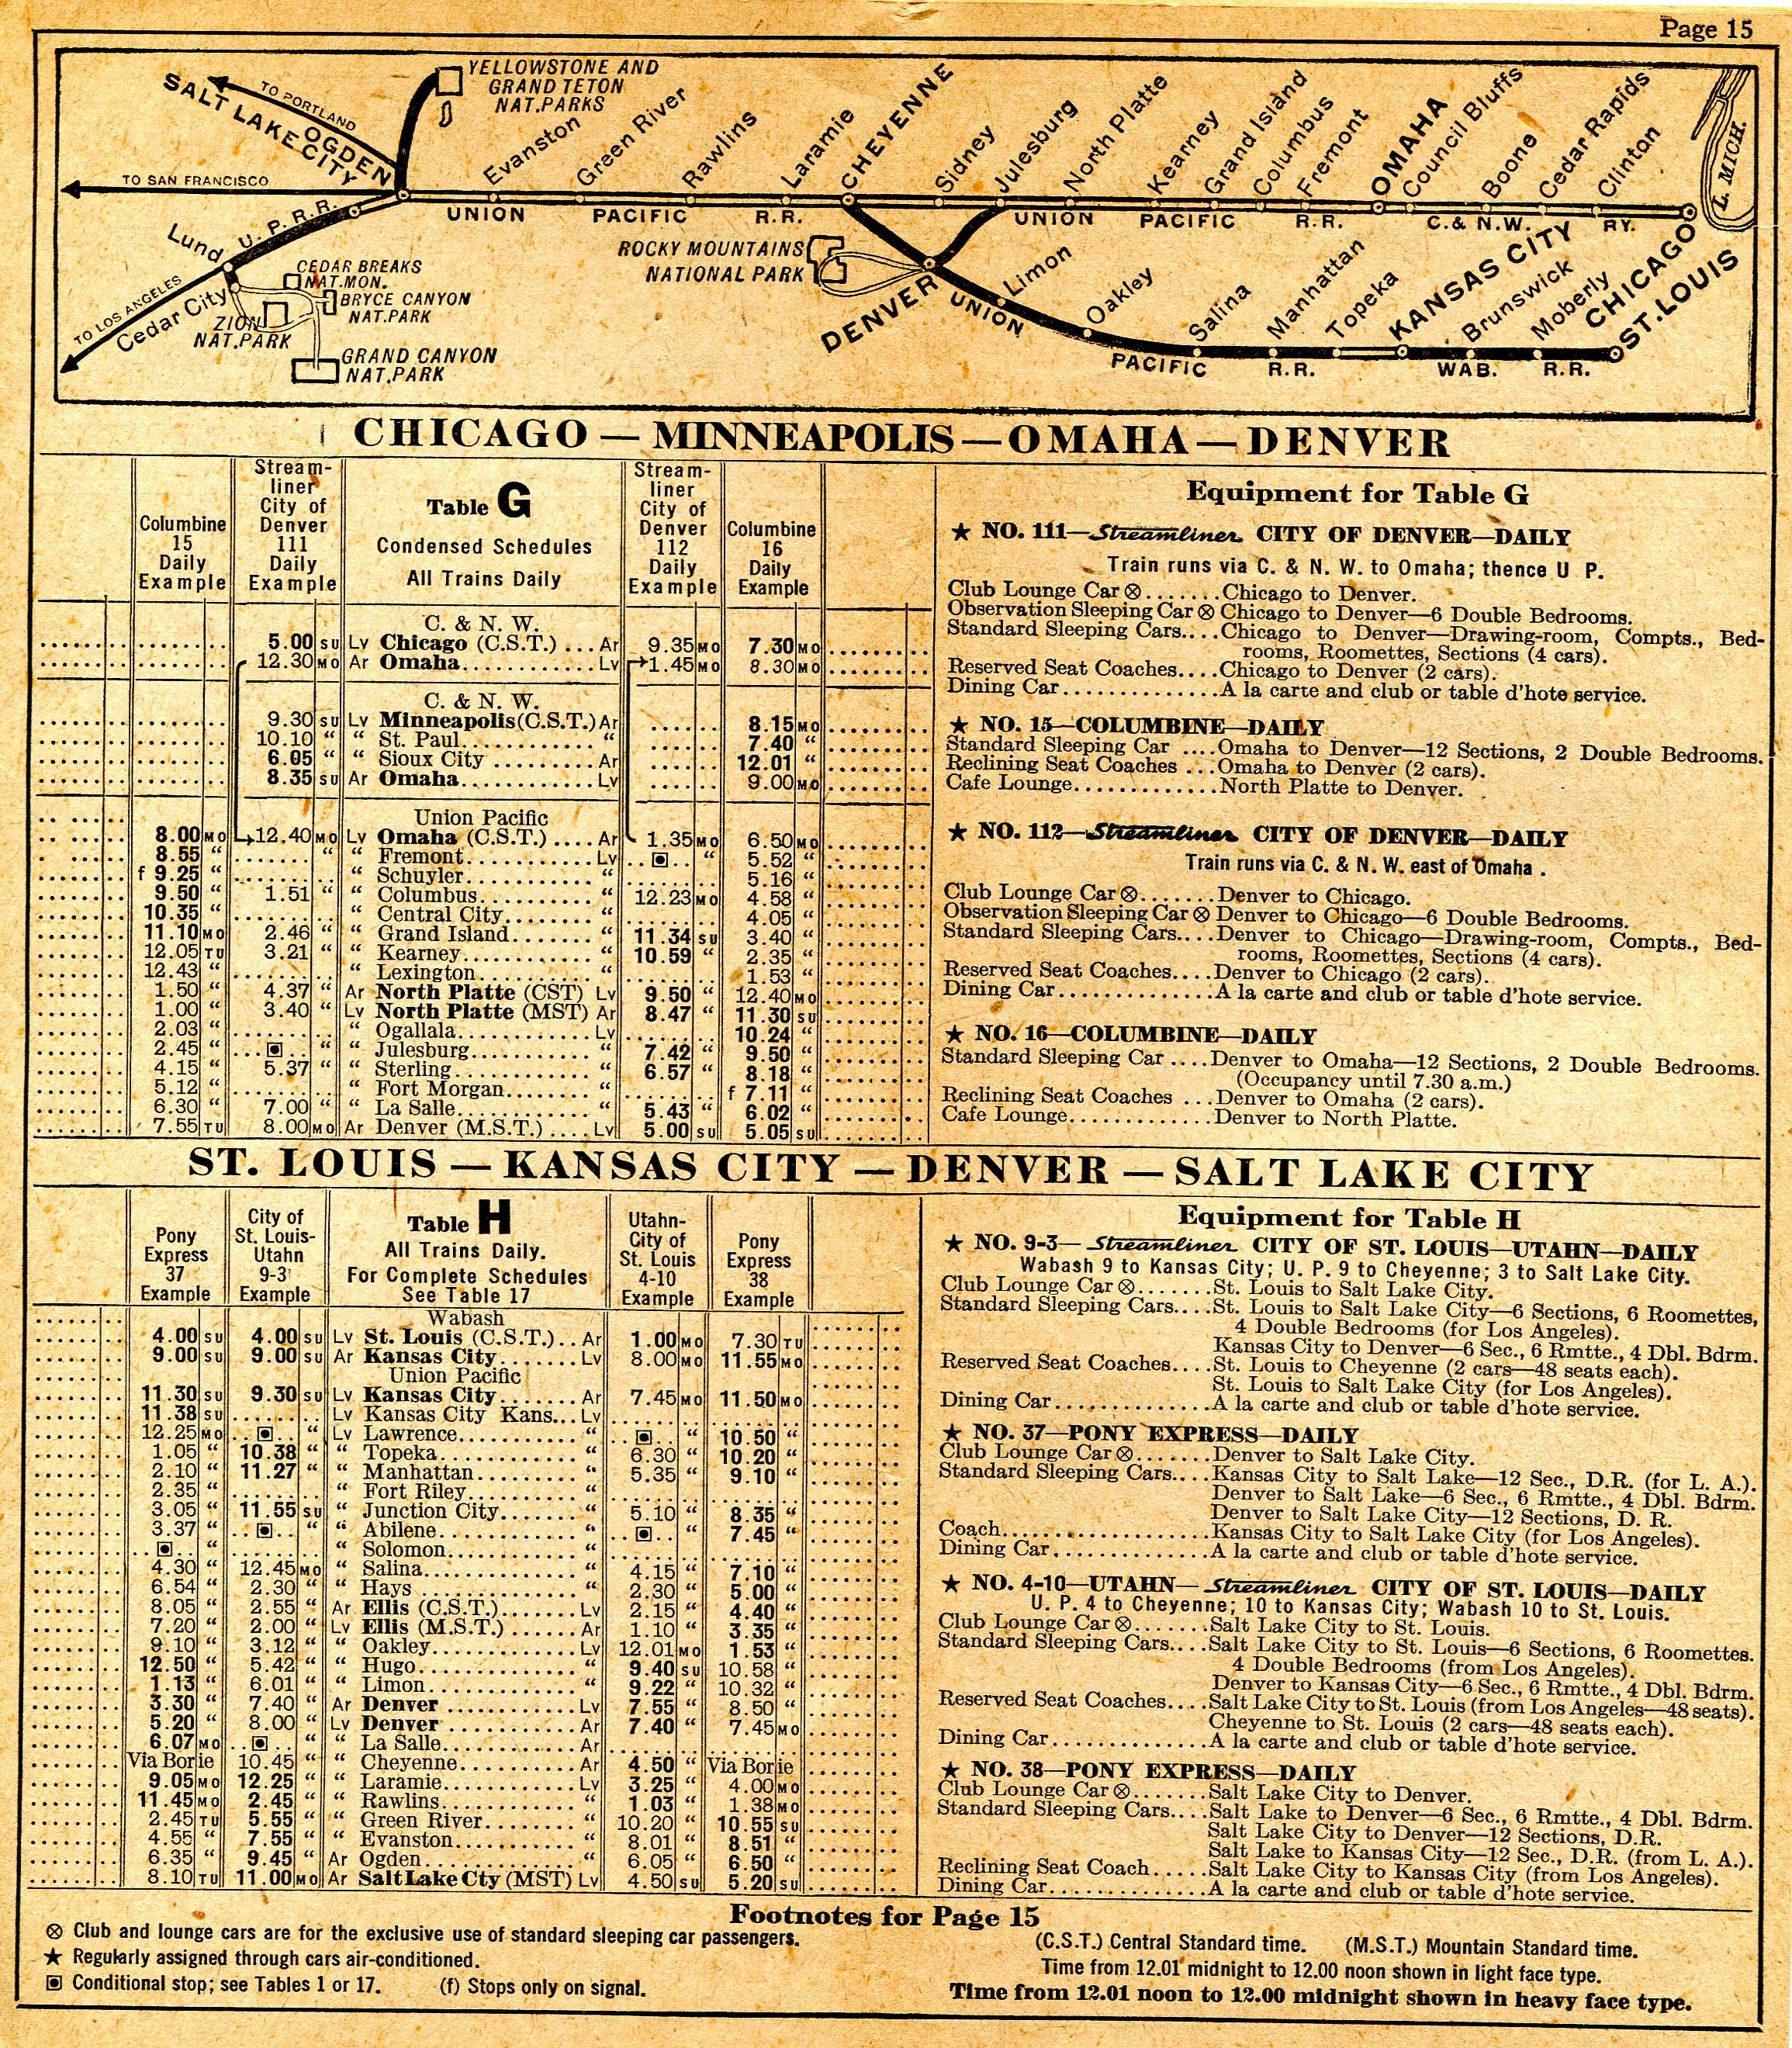 Page 15
YELLOWSTONE AND
GRAND TETON
NAT. PARKS
TO PORTLAND
SALT LAKE CITY
OGDEN
TO SAN FRANCISCO
Evanston
Green River
Rawlins
Laramie
CHEYENNE
Sidney
Julesburg
North Platte
Kearney
Grand Island
Columbus
Fremont
OMAHA
Council Bluffs
Boone
Cedar Rapids
Clinton
L. MICH.
UNION PACIFIC R.R. UNION PACIFIC R.R. C. & N.W. RY.
U. P. R. R.
Lund
TO LOS ANGELES
Cedar City
CEDAR BREAKS
NAT. MON.
BRYCE CANYON
NAT. PARK
ZION
NAT. PARK
GRAND CANYON
NAT. PARK
ROCKY MOUNTAINS
NATIONAL PARK
DENVER
Limon
Oakley
Salina
Manhattan
Topeka
KANSAS CITY
Brunswick
Moberly
CHICAGO
ST. LOUIS
UNION PACIFIC R.R. WAB. R.R.
CHICAGO — MINNEAPOLIS — OMAHA — DENVER
Columbine 15 Daily Example
Streamliner City of Denver 111 Daily Example
Table G
Condensed Schedules
All Trains Daily
Streamliner City of Denver 112 Daily Example
Columbine 16 Daily Example
C. & N. W.
5.00 SU Lv Chicago (C.S.T.) ... Ar 9.35 MO 7.30 MO
12.30 MO Ar Omaha ... Lv 1.45 MO 8.30 MO
C. & N. W.
9.30 SU Lv Minneapolis (C.S.T.) Ar 8.15 MO
10.10 “ “ St. Paul ... “ 7.40 “
6.05 “ “ Sioux City ... Ar 12.01 “
8.35 SU Ar Omaha ... Lv 9.00 MO
Union Pacific
8.00 MO 12.40 MO Lv Omaha (C.S.T.) .... Ar 1.35 MO 6.50 MO
8.55 “ “ “ Fremont ... Lv ▣ “ 5.52 “
f 9.25 “ “ Schuyler ... “ 5.16 “
9.50 “ 1.51 “ “ Columbus ... “ 12.23 MO 4.58 “
10.35 “ “ Central City ... “ 4.05 “
11.10 MO 2.46 “ “ Grand Island ... “ 11.34 SU 3.40 “
12.05 TU 3.21 “ “ Kearney ... “ 10.59 “ 2.35 “
12.43 “ “ Lexington ... “ 1.53 “
1.50 “ 4.37 “ Ar North Platte (CST) Lv 9.50 “ 12.40 MO
1.00 “ 3.40 “ Lv North Platte (MST) Ar 8.47 “ 11.30 SU
2.03 “ “ Ogallala ... Lv 10.24 “
2.45 “ ▣ “ “ Julesburg ... “ 7.42 “ 9.50 “
4.15 “ 5.37 “ “ Sterling ... “ 6.57 “ 8.18 “
5.12 “ “ Fort Morgan ... “ f 7.11 “
6.30 “ 7.00 “ “ La Salle ... “ 5.43 “ 6.02 “
7.55 TU 8.00 MO Ar Denver (M.S.T.) .... Lv 5.00 SU 5.05 SU
Equipment for Table G
★ NO. 111—Streamliner CITY OF DENVER—DAILY
Train runs via C. & N. W. to Omaha; thence U P.
Club Lounge Car ⊗ ....... Chicago to Denver.
Observation Sleeping Car ⊗ Chicago to Denver—6 Double Bedrooms.
Standard Sleeping Cars.... Chicago to Denver—Drawing-room, Compts., Bed-
rooms, Roomettes, Sections (4 cars).
Reserved Seat Coaches.... Chicago to Denver (2 cars).
Dining Car ............. A la carte and club or table d'hote service.
★ NO. 15—COLUMBINE—DAILY
Standard Sleeping Car .... Omaha to Denver—12 Sections, 2 Double Bedrooms.
Reclining Seat Coaches ... Omaha to Denver (2 cars).
Cafe Lounge............. North Platte to Denver.
★ NO. 112—Streamliner CITY OF DENVER—DAILY
Train runs via C. & N. W. east of Omaha .
Club Lounge Car ⊗ ....... Denver to Chicago.
Observation Sleeping Car ⊗ Denver to Chicago—6 Double Bedrooms.
Standard Sleeping Cars.... Denver to Chicago—Drawing-room, Compts., Bed-
rooms, Roomettes, Sections (4 cars).
Reserved Seat Coaches.... Denver to Chicago (2 cars).
Dining Car ............. A la carte and club or table d'hote service.
★ NO. 16—COLUMBINE—DAILY
Standard Sleeping Car .... Denver to Omaha—12 Sections, 2 Double Bedrooms.
(Occupancy until 7.30 a.m.)
Reclining Seat Coaches ... Denver to Omaha (2 cars).
Cafe Lounge............. Denver to North Platte.
ST. LOUIS — KANSAS CITY — DENVER — SALT LAKE CITY
Pony Express 37 Example
City of St. Louis-Utahn 9-3 Example
Table H
All Trains Daily.
For Complete Schedules
See Table 17
Utahn-City of St. Louis 4-10 Example
Pony Express 38 Example
Wabash
4.00 SU 4.00 SU Lv St. Louis (C.S.T.) .. Ar 1.00 MO 7.30 TU
9.00 SU 9.00 SU Ar Kansas City ....... Lv 8.00 MO 11.55 MO
Union Pacific
11.30 SU 9.30 SU Lv Kansas City ....... Ar 7.45 MO 11.50 MO
11.38 SU Lv Kansas City Kans... Lv
12.25 MO ▣ “ Lv Lawrence ... “ ▣ “ 10.50 “
1.05 “ 10.38 “ “ Topeka ... “ 6.30 “ 10.20 “
2.10 “ 11.27 “ “ Manhattan ... “ 5.35 “ 9.10 “
2.35 “ “ Fort Riley ... “
3.05 “ 11.55 SU “ Junction City ... “ 5.10 “ 8.35 “
3.37 “ ▣ “ “ Abilene ... “ ▣ “ 7.45 “
▣ “ “ Solomon ... “
4.30 “ 12.45 MO “ Salina ... “ 4.15 “ 7.10 “
6.54 “ 2.30 “ “ Hays ... “ 2.30 “ 5.00 “
8.05 “ 2.55 “ Ar Ellis (C.S.T.) ... Lv 2.15 “ 4.40 “
7.20 “ 2.00 “ Lv Ellis (M.S.T.) ... Ar 1.10 “ 3.35 “
9.10 “ 3.12 “ “ Oakley ... Lv 12.01 MO 1.53 “
12.50 “ 5.42 “ “ Hugo ... “ 9.40 SU 10.58 “
1.13 “ 6.01 “ “ Limon ... “ 9.22 “ 10.32 “
3.30 “ 7.40 “ Ar Denver ... Lv 7.55 “ 8.50 “
5.20 “ 8.00 “ Lv Denver ... Ar 7.40 “ 7.45 MO
6.07 MO ▣ “ “ La Salle ... Ar
Via Borie 10.45 “ “ Cheyenne ... Ar 4.50 “ Via Borie
9.05 MO 12.25 “ “ Laramie ... Lv 3.25 “ 4.00 MO
11.45 MO 2.45 “ “ Rawlins ... “ 1.03 “ 1.38 MO
2.45 TU 5.55 “ “ Green River ... “ 10.20 “ 10.55 SU
4.55 “ 7.55 “ “ Evanston ... “ 8.01 “ 8.51 “
6.35 “ 9.45 “ Ar Ogden ... “ 6.05 “ 6.50 “
8.10 TU 11.00 MO Ar Salt Lake Cty (MST) Lv 4.50 SU 5.20 SU
Equipment for Table H
★ NO. 9-3— Streamliner CITY OF ST. LOUIS—UTAHN—DAILY
Wabash 9 to Kansas City; U. P. 9 to Cheyenne; 3 to Salt Lake City.
Club Lounge Car ⊗ ....... St. Louis to Salt Lake City.
Standard Sleeping Cars.... St. Louis to Salt Lake City—6 Sections, 6 Roomettes,
4 Double Bedrooms (for Los Angeles).
Kansas City to Denver—6 Sec., 6 Rmtte., 4 Dbl. Bdrm.
Reserved Seat Coaches.... St. Louis to Cheyenne (2 cars—48 seats each).
St. Louis to Salt Lake City (for Los Angeles).
Dining Car ............. A la carte and club or table d'hote service.
★ NO. 37—PONY EXPRESS—DAILY
Club Lounge Car ⊗ ....... Denver to Salt Lake City.
Standard Sleeping Cars.... Kansas City to Salt Lake—12 Sec., D.R. (for L. A.).
Denver to Salt Lake—6 Sec., 6 Rmtte., 4 Dbl. Bdrm.
Denver to Salt Lake City—12 Sections, D. R.
Coach.................. Kansas City to Salt Lake City (for Los Angeles).
Dining Car ............. A la carte and club or table d'hote service.
★ NO. 4-10—UTAHN— Streamliner CITY OF ST. LOUIS—DAILY
U. P. 4 to Cheyenne; 10 to Kansas City; Wabash 10 to St. Louis.
Club Lounge Car ⊗ ....... Salt Lake City to St. Louis.
Standard Sleeping Cars.... Salt Lake City to St. Louis—6 Sections, 6 Roomettes.
4 Double Bedrooms (from Los Angeles).
Denver to Kansas City—6 Sec., 6 Rmtte., 4 Dbl. Bdrm.
Reserved Seat Coaches.... Salt Lake City to St. Louis (from Los Angeles—48 seats).
Cheyenne to St. Louis (2 cars—48 seats each).
Dining Car ............. A la carte and club or table d'hote service.
★ NO. 38—PONY EXPRESS—DAILY
Club Lounge Car ⊗ ....... Salt Lake City to Denver.
Standard Sleeping Cars.... Salt Lake to Denver—6 Sec., 6 Rmtte., 4 Dbl. Bdrm.
Salt Lake City to Denver—12 Sections, D.R.
Salt Lake to Kansas City—12 Sec., D.R. (from L. A.).
Reclining Seat Coach ..... Salt Lake City to Kansas City (from Los Angeles).
Dining Car ............. A la carte and club or table d'hote service.
Footnotes for Page 15
⊗ Club and lounge cars are for the exclusive use of standard sleeping car passengers.
★ Regularly assigned through cars air-conditioned.
▣ Conditional stop; see Tables 1 or 17. (f) Stops only on signal.
(C.S.T.) Central Standard time. (M.S.T.) Mountain Standard time.
Time from 12.01 midnight to 12.00 noon shown in light face type.
Time from 12.01 noon to 12.00 midnight shown in heavy face type.